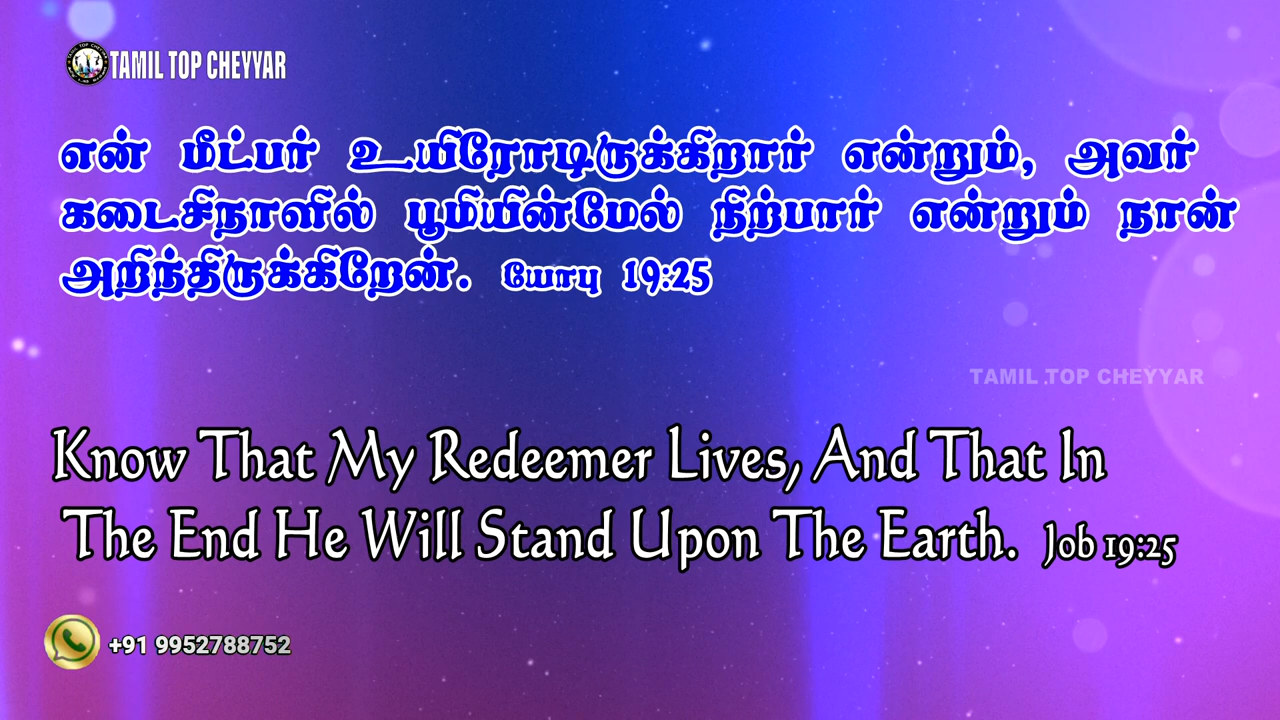 TAMIL TOP CHEYYAR
என் மீட்பர் உயிரோடிருக்கிறார் என்றும், அவர்
கடைசிநாளில் பூமியின்மேல் நிற்பார் என்றும் நான்
அறிந்திருக்கிறேன். யோபு 19:25
TAMIL TOP CHEYYAR
Know That My Redeemer Lives, And That In
The End He Will Stand Upon The Earth. Job 19:25
+91 9952788752